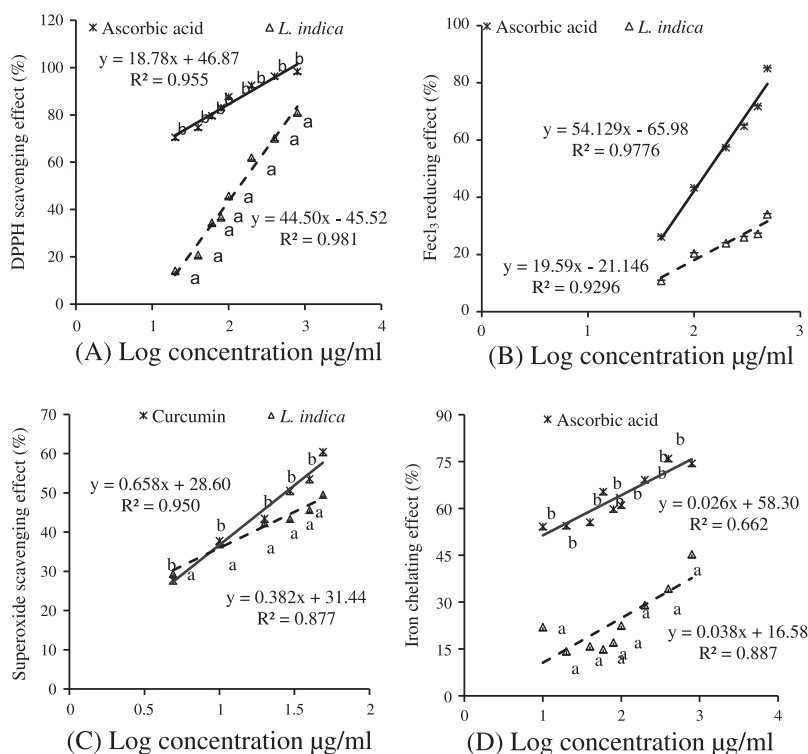 Ascorbic acid L. indica
y = 18.78x + 46.87
R² = 0.955
y = 44.50x - 45.52
R² = 0.981
DPPH scavenging effect (%)
120
100
80
60
40
20
0
0 1 2 3 4
b b b b b b b b
a a a a a a a a
(A) Log concentration µg/ml
Ascorbic acid L. indica
y = 54.129x - 65.98
R² = 0.9776
y = 19.59x - 21.146
R² = 0.9296
Fecl₃ reducing effect (%)
100
80
60
40
20
0
0 1 2 3
(B) Log concentration µg/ml
Curcumin L. indica
y = 0.658x + 28.60
R² = 0.950
y = 0.382x + 31.44
R² = 0.877
Superoxide scavenging effect (%)
70
60
50
40
30
20
10
0
0 0.5 1 1.5 2
b b b b b
a a a a a a
(C) Log concentration µg/ml
Ascorbic acid
y = 0.026x + 58.30
R² = 0.662
y = 0.038x + 16.58
R² = 0.887
Iron chelating effect (%)
90
75
60
45
30
15
0
0 1 2 3 4
b b b b b b b b b
a a a a a a a a a
(D) Log concentration µg/ml